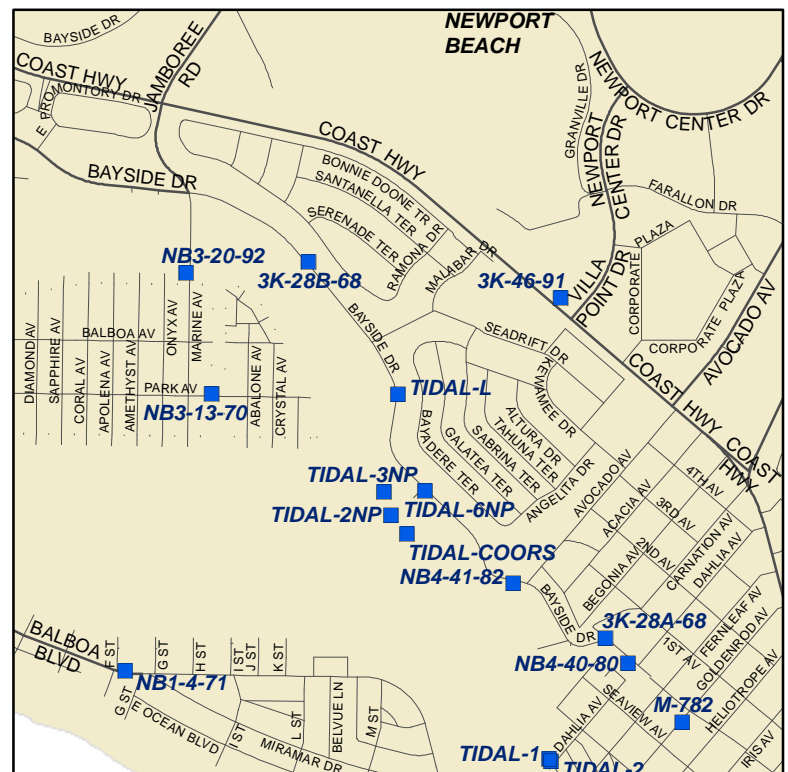 NEWPORT
BEACH
BAYSIDE DR
BAYSIDE DR
COAST HWY
JAMBOREE
RD
E PROMONTORY DR
COAST HWY
GRANVILLE DR
NEWPORT
CENTER DR
NEWPORT CENTER DR
BAYSIDE DR
BONNIE DOONE TR
SANTANELLA TER
SERENADE TER
RAMONA DR
MALABAR DR
FARALLON DR
NB3-20-92
3K-28B-68
3K-46-91
VILLA
POINT DR
CORPORATE
PLAZA
CORPORATE PLAZA
AVOCADO AV
DIAMOND AV
SAPPHIRE AV
CORAL AV
APOLENA AV
AMETHYST AV
ONYX AV
MARINE AV
BALBOA AV
PARK AV
ABALONE AV
CRYSTAL AV
NB3-13-70
BAYSIDE DR
SEADRIFT DR
KEWAMEE DR
COAST HWY
COAST
HWY
TIDAL-L
BAYADERE TER
GALATEA TER
SABRINA TER
TAHUNA TER
ALTURA DR
ANGELITA DR
AVOCADO AV
ACACIA AV
4TH AV
3RD AV
2ND AV
CARNATION AV
DAHLIA AV
BEGONIA AV
TIDAL-3NP
TIDAL-6NP
TIDAL-2NP
TIDAL-COORS
NB4-41-82
BAYSIDE
DR
3K-28A-68
1ST AV
FERNLEAF AV
GOLDENROD AV
HELIOTROPE AV
IRIS AV
NB4-40-80
M-782
SEAVIEW AV
DAHLIA AV
TIDAL-1
TIDAL-2
BALBOA
BLVD
F ST
G ST
H ST
I ST
J ST
K ST
NB1-4-71
G ST
E OCEAN BLVD
I ST
MIRAMAR DR
L ST
BELVUE LN
M ST